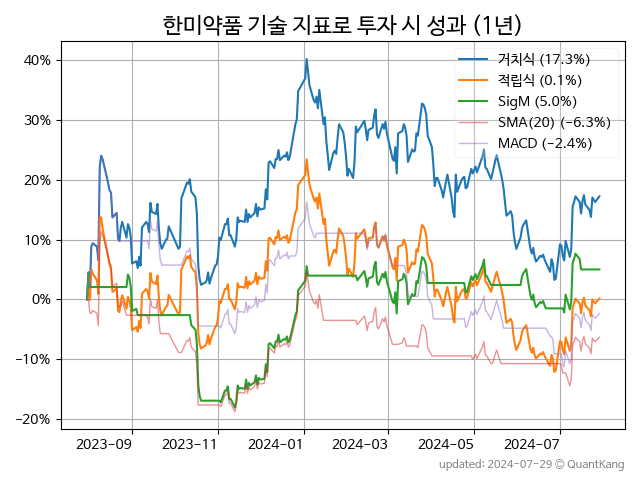 한미약품 기술 지표로 투자 시 성과 (1년)
40%
30%
20%
10%
0%
−10%
−20%
거치식 (17.3%)
적립식 (0.1%)
SigM (5.0%)
SMA(20) (−6.3%)
MACD (−2.4%)
2023-09 2023-11 2024-01 2024-03 2024-05 2024-07
updated: 2024-07-29 © QuantKang